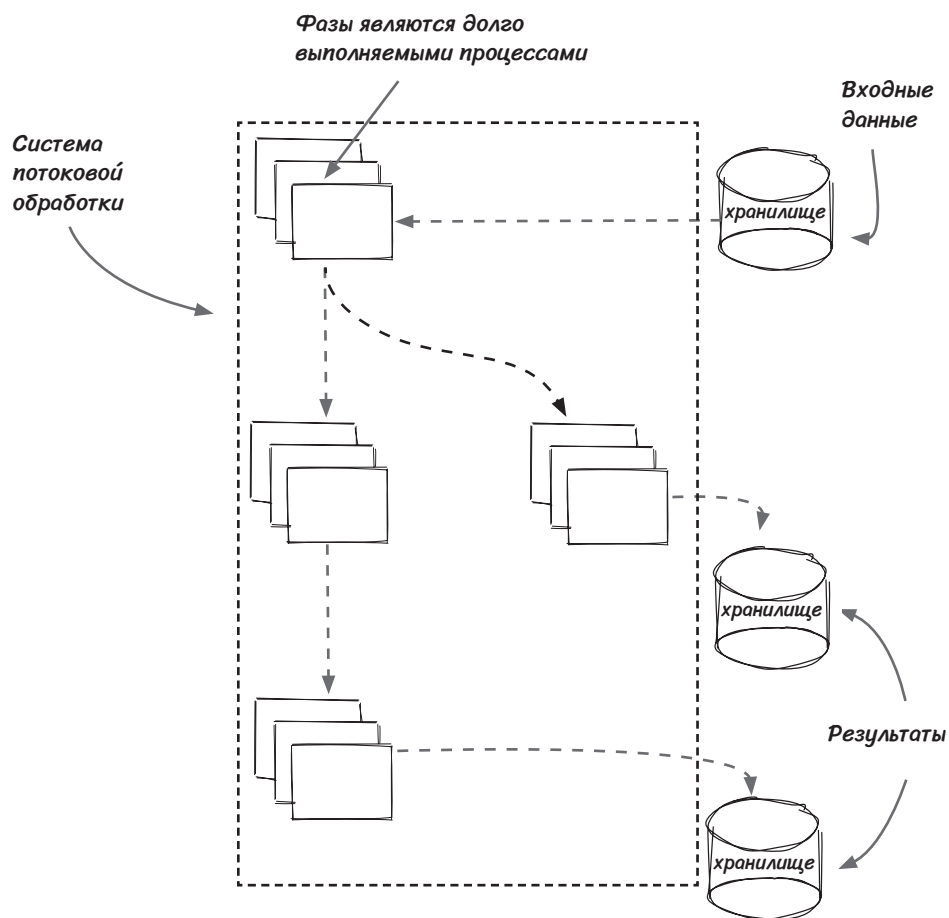 Фазы являются долго
выполняемыми процессами
Входные
данные
Система
потоковой
обработки
хранилище
хранилище
Результаты
хранилище